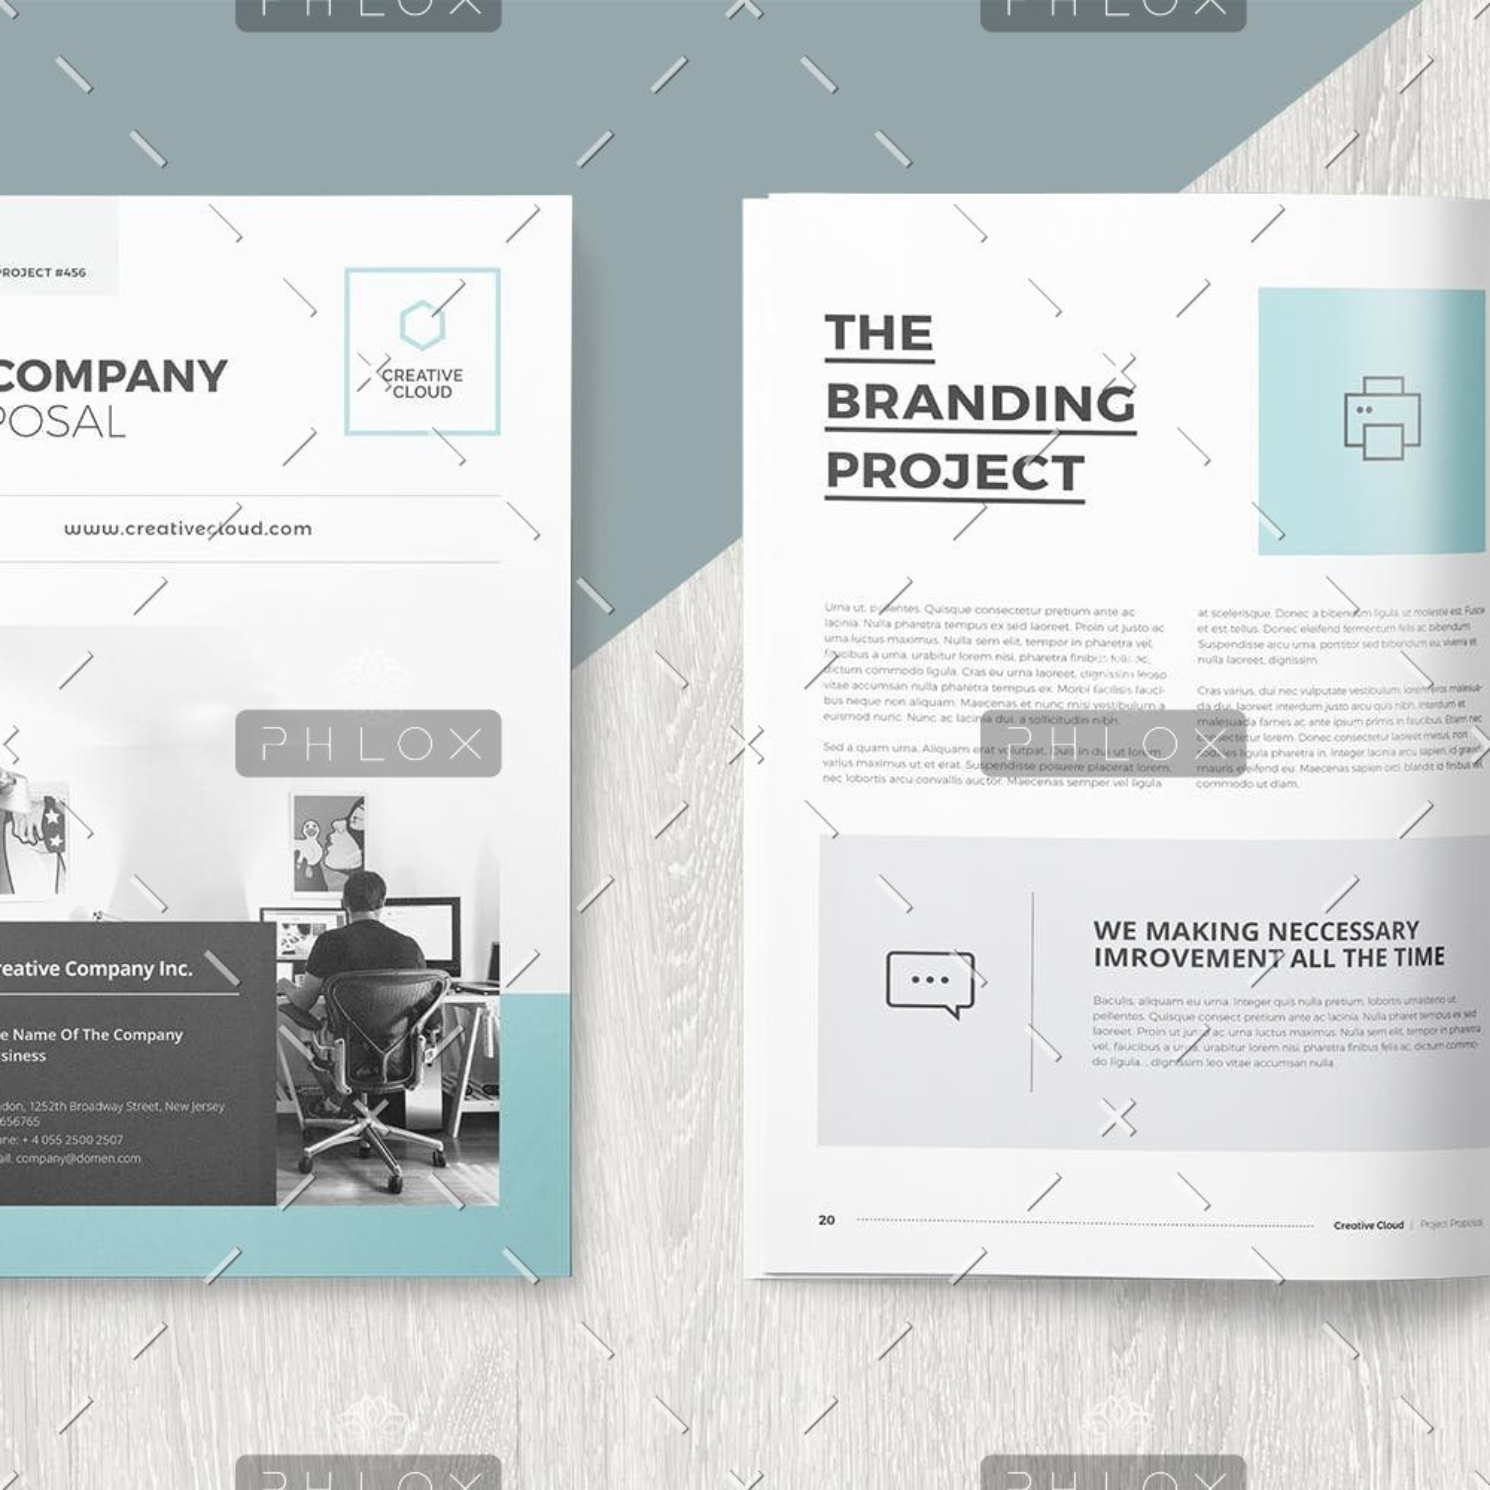 PHLOX
PHLOX
PROJECT #456
COMPANY
POSAL
CREATIVE
CLOUD
www.creativecloud.com
PHLOX
reative Company Inc.
e Name Of The Company
siness
don, 1252th Broadway Street, New Jersey
656765
ne: + 4 055 2500 2507
ail: company@domen.com
THE
BRANDING
PROJECT
Urna ut, pellentes. Quisque consectetur pretium ante ac
lacinia. Nulla pharetra tempus ex sed laoreet. Proin ut justo ac
urna luctus maximus. Nulla sem elit, tempor in pharetra vel,
faucibus a urna, urabitur lorem nisi, pharetra finibus felis ac,
dictum commodo ligula. Cras eu urna laoreet, dignissim leoso
vitae accumsan nulla pharetra tempus ex. Morbi facilisis fauci-
bus neque non aliquam. Maecenas et nunc misi vestibulum a
euismod nunc. Nunc ac lacinia dui, a sollicitudin nibh.
Sed a quam urna. Aliquam erat volutpat. Duis in dui ut lorem
varius maximus ut et erat. Suspendisse posuere placerat lorem,
nec lobortis arcu convallis auctor. Maecenas semper vel ligula
at scelerisque. Donec a bibendum ligula, ut molestie est. Fusce
et est tellus. Donec eleifend fermentum felis ac bibendum.
Suspendisse arcu urna, porttitor sed bibendum eu, viverra et
nulla laoreet, dignissim.
Cras varius, dui nec vulputate vestibulum, lorem eros malesua-
da dui, laoreet interdum justo arcu quis nibh. Interdum et
malesuada fames ac ante ipsum primis in faucibus. Etiam nec
consectetur lorem. Donec consectetur laoreet metus, non
sodales ligula pharetra in. Integer lacinia arcu sapien, id gravida
mauris eleifend eu. Maecenas sapien orci, blandit id finibus vel,
commodo ut diam.
PHLOX
WE MAKING NECCESSARY
IMROVEMENT ALL THE TIME
Baculis, aliquam eu urna. Integer quis nulla pretium, lobortis urnasteno ut,
pellentes. Quisque consect pretium ante ac lacinia. Nulla pharet tempus ex sed
laoreet. Proin ut justo ac urna luctus maximus. Nulla sem elit, tempor in pharetra
vel, faucibus a urna, urabitur lorem nisi, pharetra finibus felis ac, dictum commo-
do ligula. . dignissim leo vitae accumsan nulla
20
Creative Cloud | Project Proposal
PHLOX
PHLOX